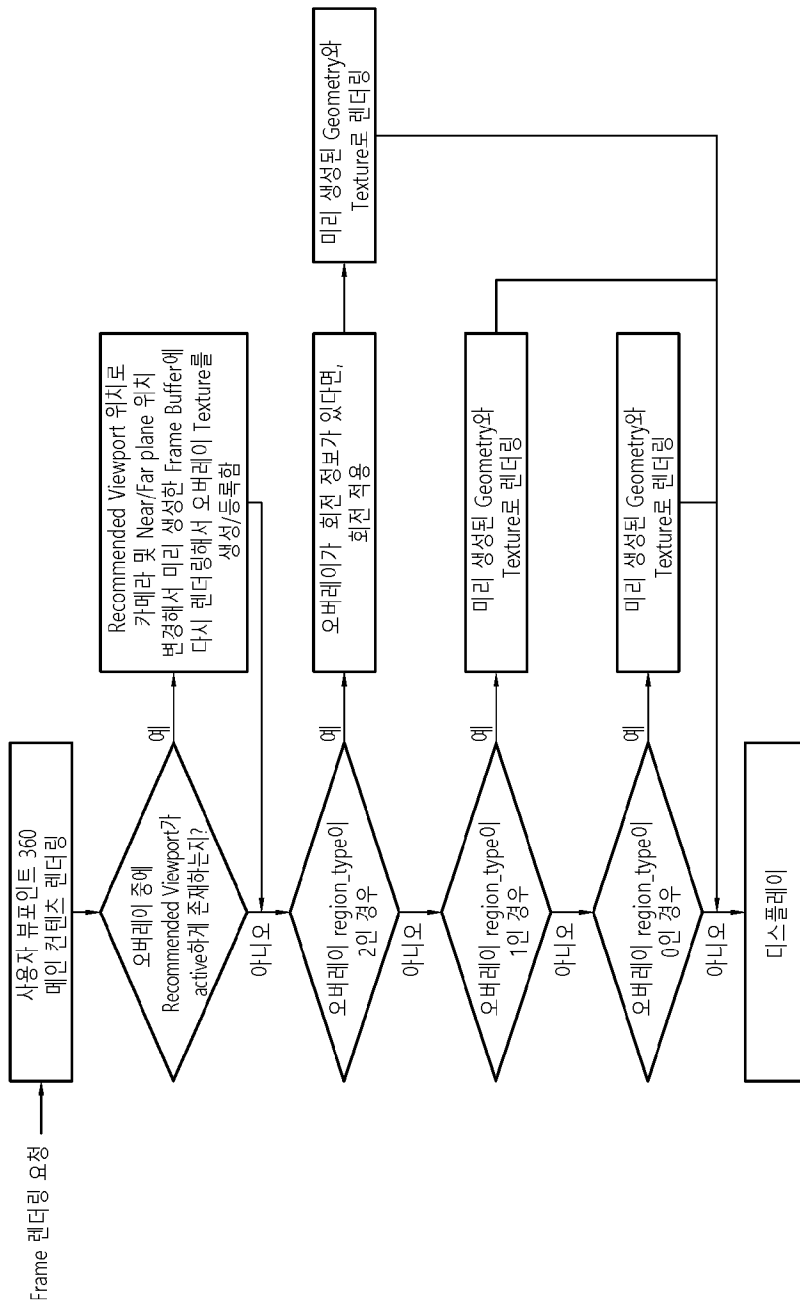 Frame 렌더링 요청
사용자 뷰포인트 360
메인 컨텐츠 렌더링
오버레이 중에
Recommended Viewport가
active하게 존재하는지?
예
Recommended Viewport 위치로
카메라 및 Near/Far plane 위치
변경해서 미리 생성한 Frame Buffer에
다시 렌더링해서 오버레이 Texture를
생성/등록함
아니오
오버레이 region_type이
2인 경우
예
오버레이가 회전 정보가 있다면,
회전 적용
미리 생성된 Geometry와
Texture로 렌더링
아니오
오버레이 region_type이
1인 경우
예
미리 생성된 Geometry와
Texture로 렌더링
아니오
오버레이 region_type이
0인 경우
예
미리 생성된 Geometry와
Texture로 렌더링
아니오
디스플레이